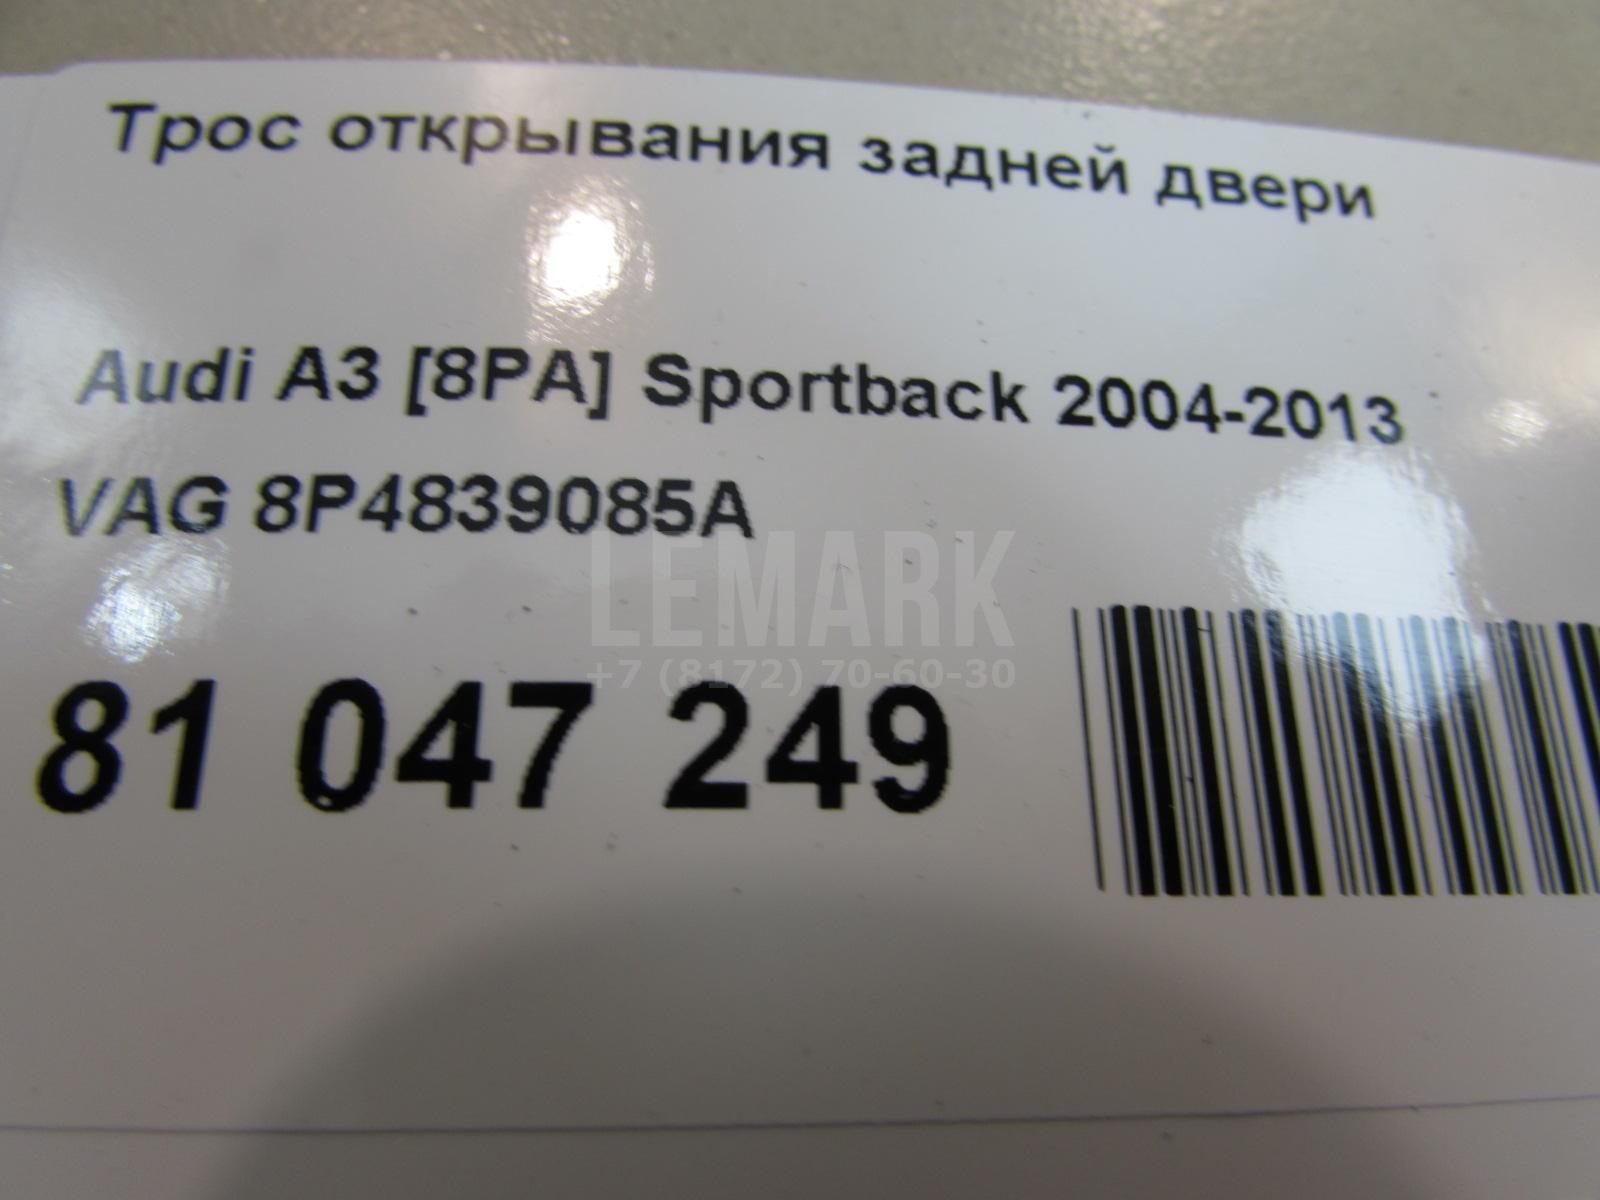 Трос открывания задней двери
Audi A3 [8PA] Sportback 2004-2013
VAG 8P4839085A
LEMARK
+7 (8172) 70-60-30
81 047 249